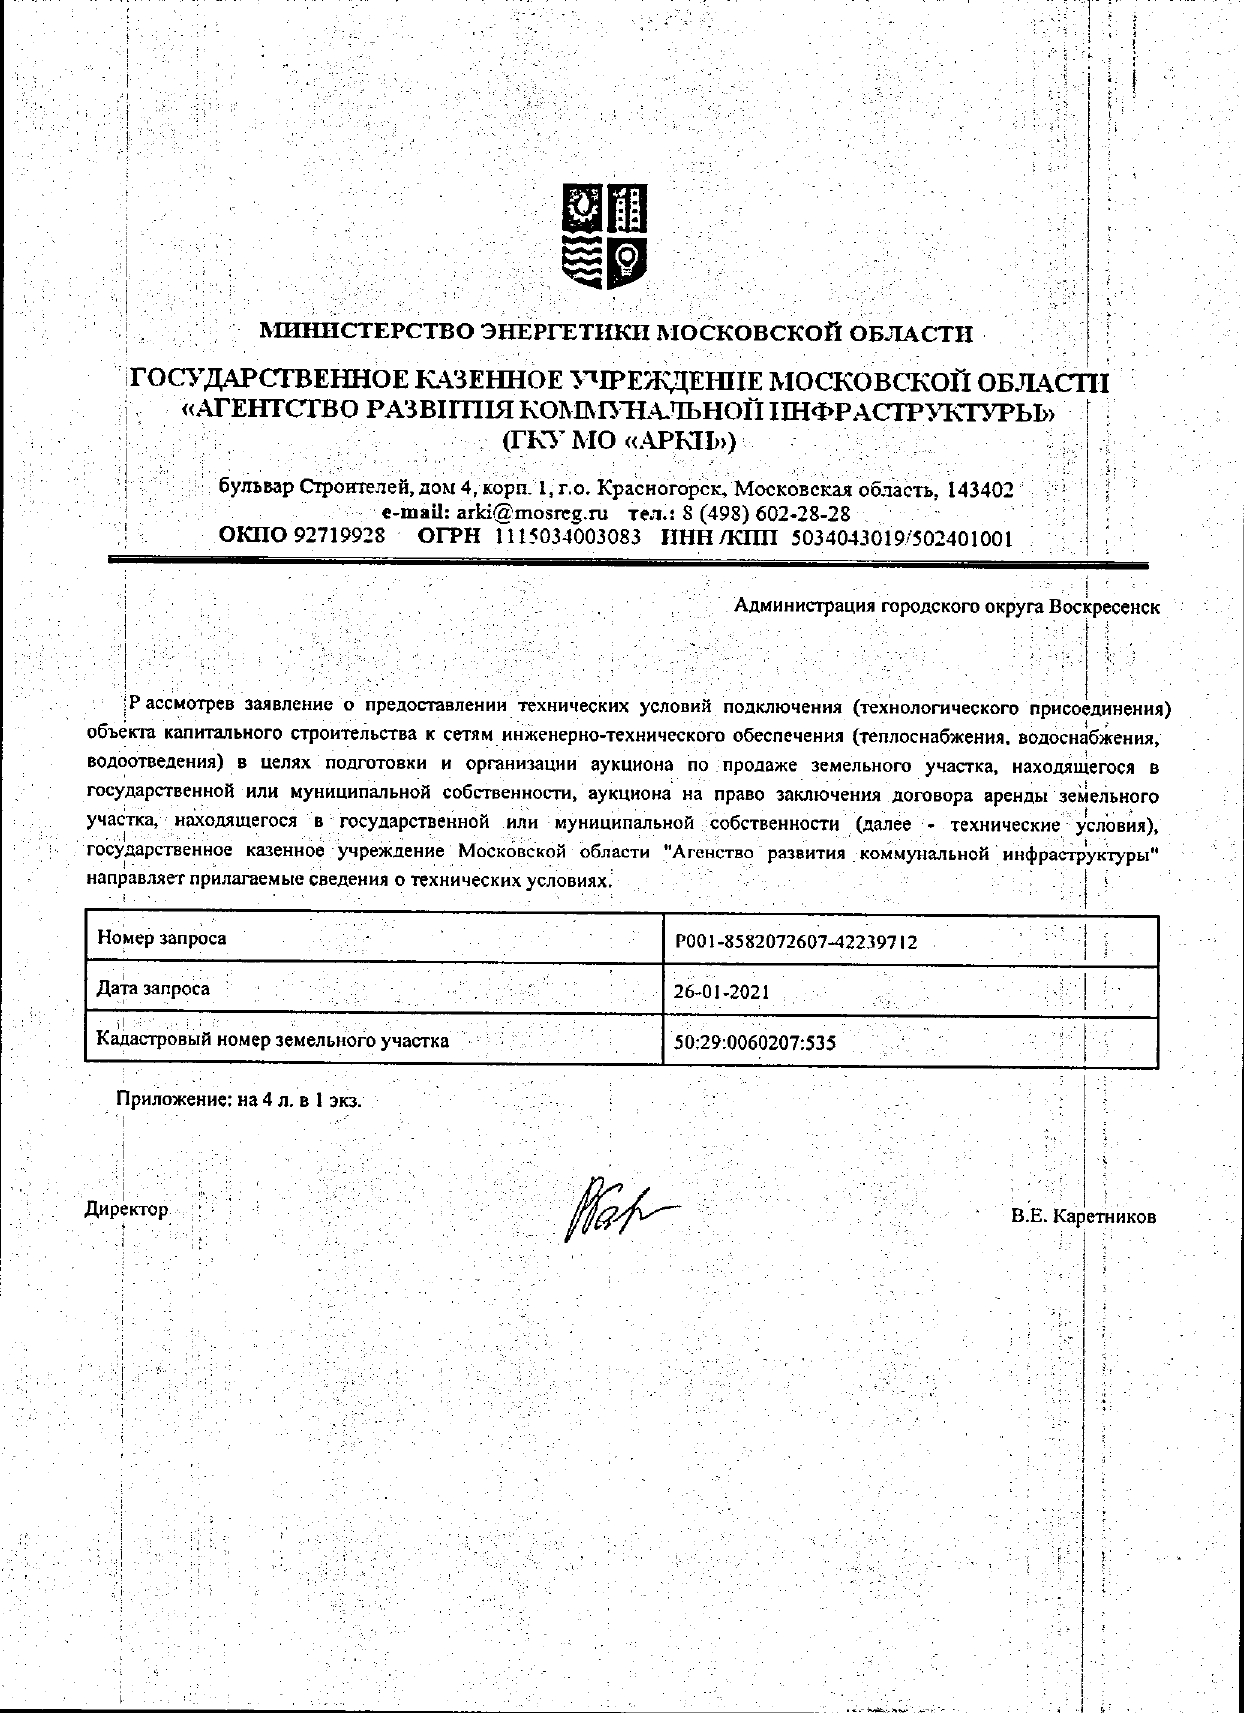 МИНИСТЕРСТВО ЭНЕРГЕТИКИ МОСКОВСКОЙ ОБЛАСТИ
ГОСУДАРСТВЕННОЕ КАЗЕННОЕ УЧРЕЖДЕНИЕ МОСКОВСКОЙ ОБЛАСТИ
«АГЕНТСТВО РАЗВИТИЯ КОММУНАЛЬНОЙ ИНФРАСТРУКТУРЫ»
(ГКУ МО «АРКИ»)
бульвар Строителей, дом 4, корп. 1, г.о. Красногорск, Московская область, 143402
e-mail: arki@mosreg.ru тел.: 8 (498) 602-28-28
ОКПО 92719928 ОГРН 1115034003083 ИНН /КПП 5034043019/502401001
Администрация городского округа Воскресенск
Р ассмотрев заявление о предоставлении технических условий подключения (технологического присоединения)
объекта капитального строительства к сетям инженерно-технического обеспечения (теплоснабжения, водоснабжения,
водоотведения) в целях подготовки и организации аукциона по продаже земельного участка, находящегося в
государственной или муниципальной собственности, аукциона на право заключения договора аренды земельного
участка, находящегося в государственной или муниципальной собственности (далее - технические условия),
государственное казенное учреждение Московской области "Агенство развития коммунальной инфраструктуры"
направляет прилагаемые сведения о технических условиях.
Номер запроса P001-8582072607-42239712
Дата запроса 26-01-2021
Кадастровый номер земельного участка 50:29:0060207:535
Приложение: на 4 л. в 1 экз.
Директор В.Е. Каретников